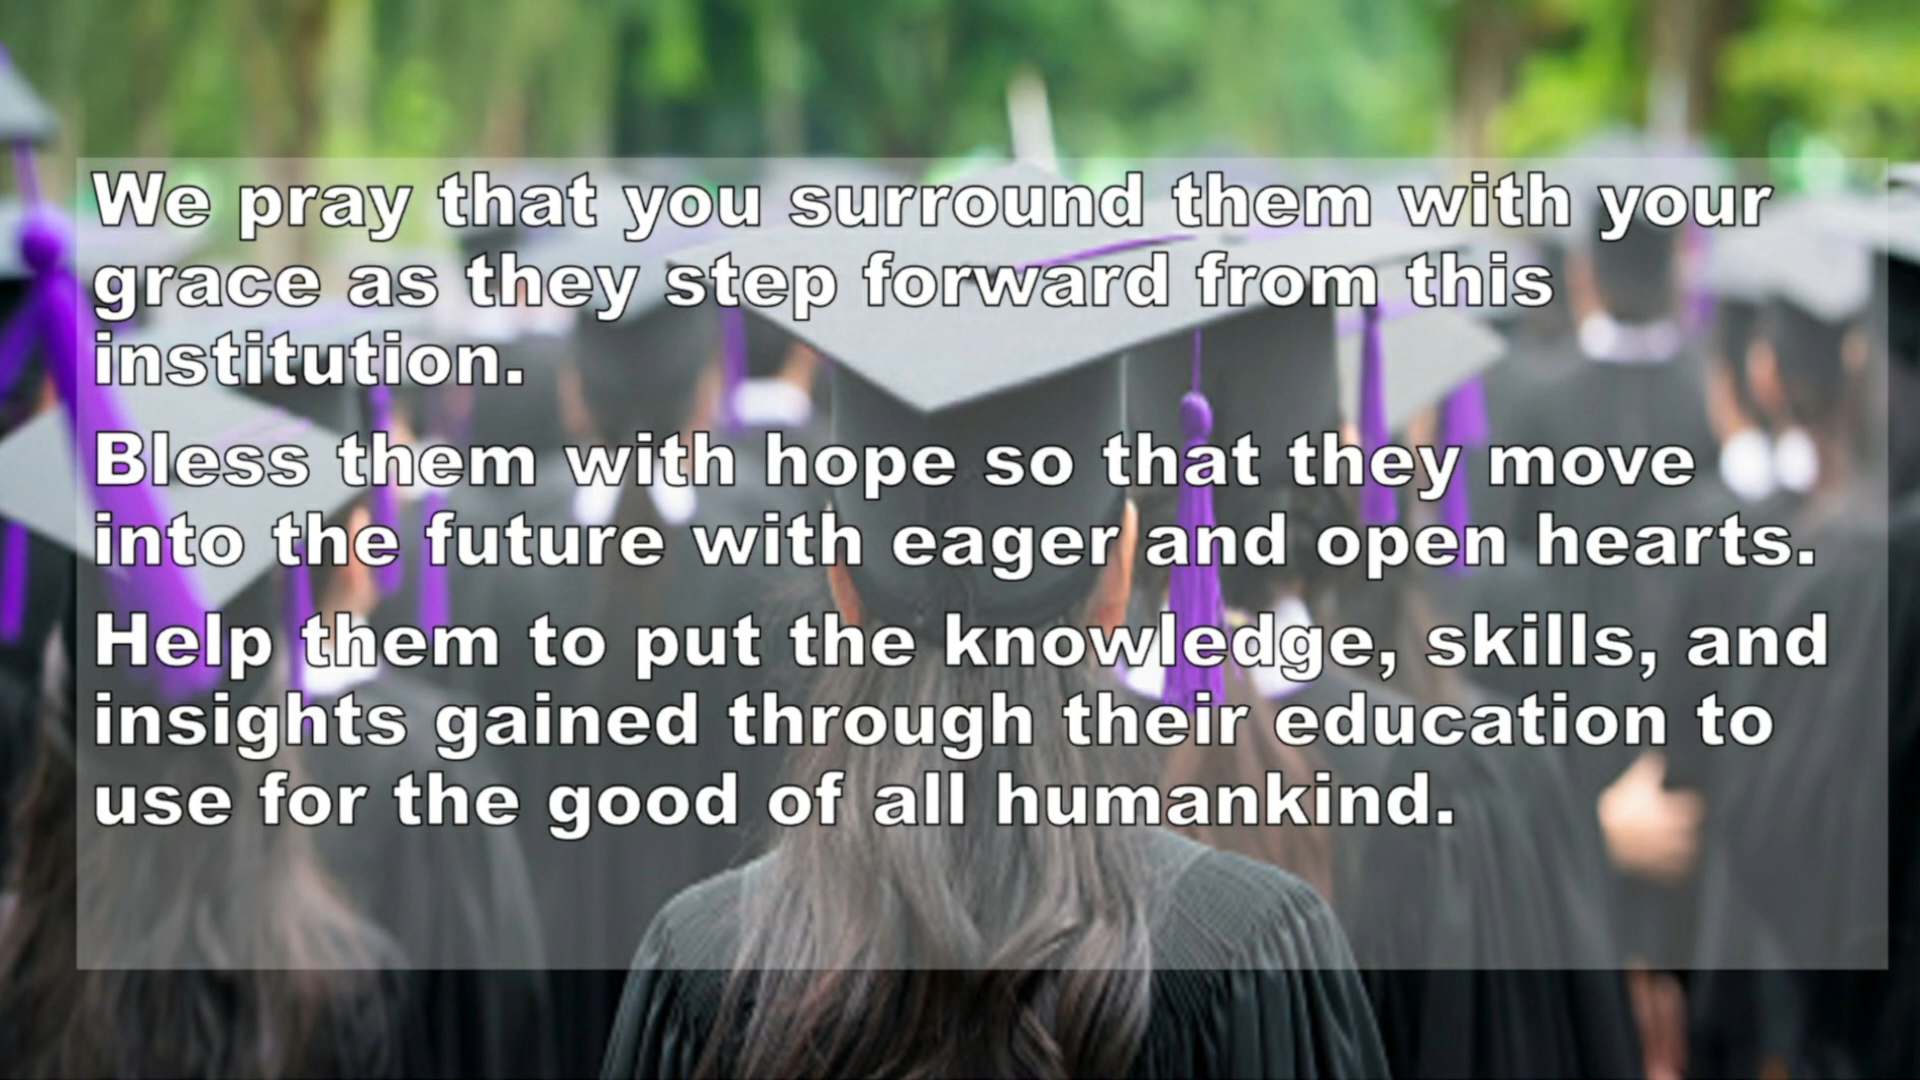 We pray that you surround them with your
grace as they step forward from this
institution.
Bless them with hope so that they move
into the future with eager and open hearts.
Help them to put the knowledge, skills, and
insights gained through their education to
use for the good of all humankind.